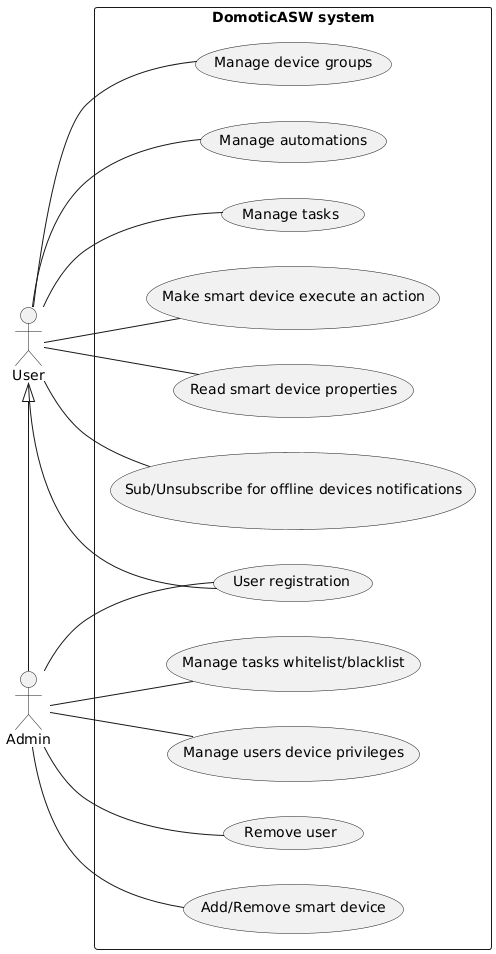 DomoticASW system
Manage device groups
Manage automations
Manage tasks
Make smart device execute an action
Read smart device properties
User
Sub/Unsubscribe for offline devices notifications
User registration
Manage tasks whitelist/blacklist
Admin
Manage users device privileges
Remove user
Add/Remove smart device